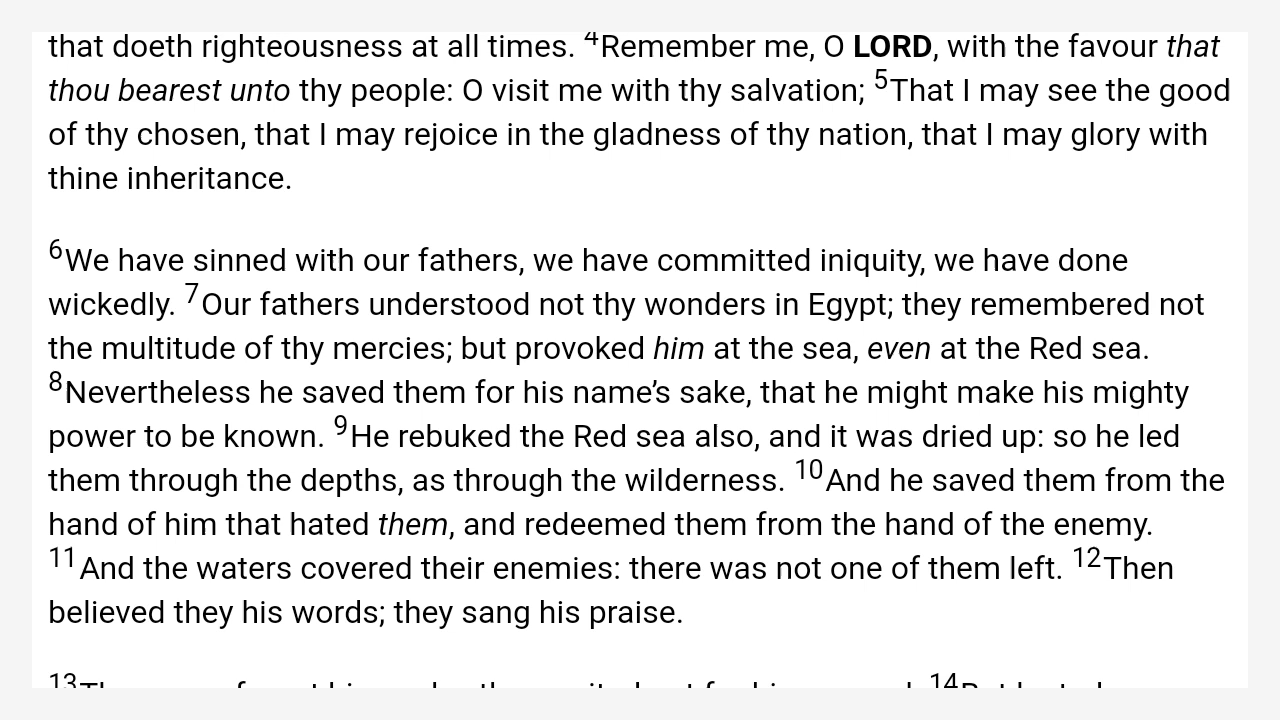 that doeth righteousness at all times. 4Remember me, O LORD, with the favour that
thou bearest unto thy people: O visit me with thy salvation; 5That I may see the good
of thy chosen, that I may rejoice in the gladness of thy nation, that I may glory with
thine inheritance.
6We have sinned with our fathers, we have committed iniquity, we have done
wickedly. 7Our fathers understood not thy wonders in Egypt; they remembered not
the multitude of thy mercies; but provoked him at the sea, even at the Red sea.
8Nevertheless he saved them for his name’s sake, that he might make his mighty
power to be known. 9He rebuked the Red sea also, and it was dried up: so he led
them through the depths, as through the wilderness. 10And he saved them from the
hand of him that hated them, and redeemed them from the hand of the enemy.
11And the waters covered their enemies: there was not one of them left. 12Then
believed they his words; they sang his praise.
13 14